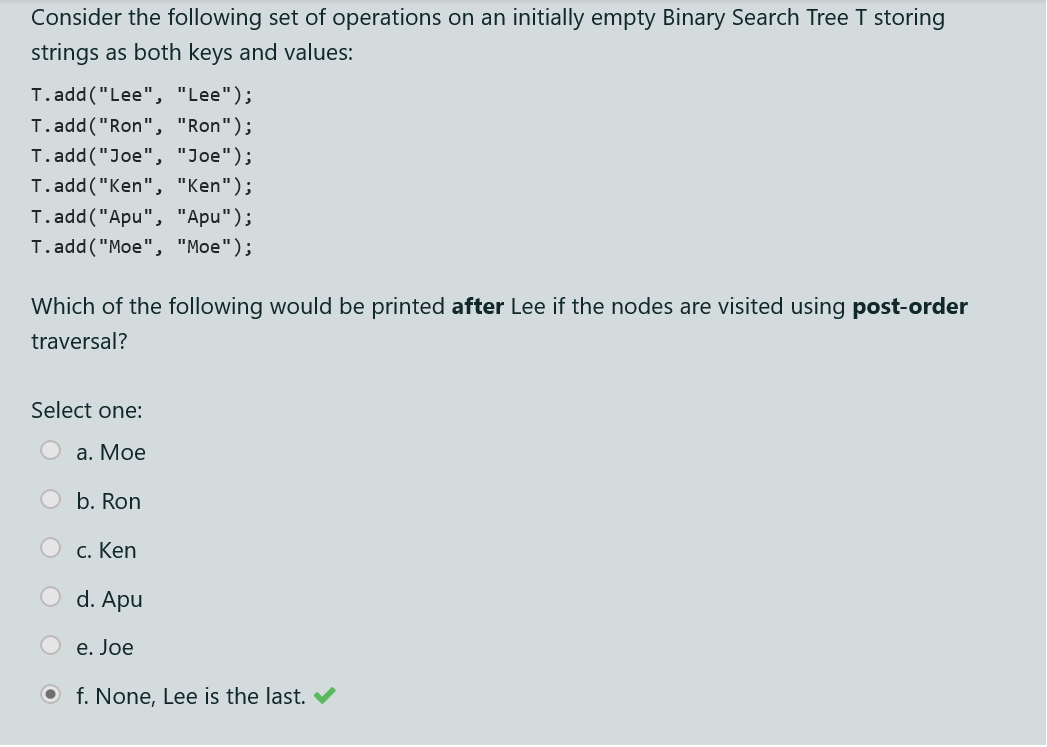 Consider the following set of operations on an initially empty Binary Search Tree T storing
strings as both keys and values:
T.add("Lee", "Lee");
T.add("Ron", "Ron");
T.add("Joe", "Joe");
T.add("Ken", "Ken");
T.add("Apu", "Apu");
T.add("Moe", "Moe");
Which of the following would be printed after Lee if the nodes are visited using post-order
traversal?
Select one:
a. Moe
b. Ron
c. Ken
d. Apu
e. Joe
f. None, Lee is the last.